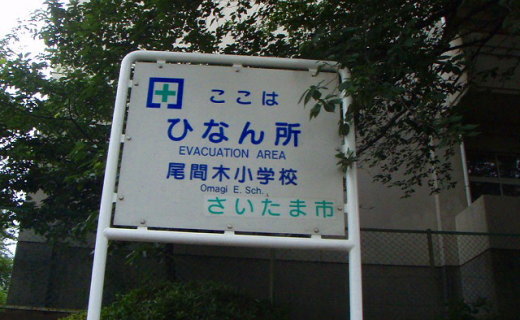 ここは
ひなん所
EVACUATION AREA
尾間木小学校
Omagi E. Sch.
さいたま市